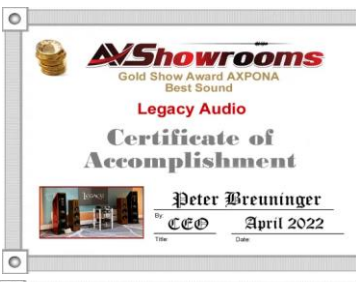 AVShowrooms
Gold Show Award AXPONA
Best Sound
Legacy Audio
Certificate of
Accomplishment
Peter Breuninger
By:
CEO April 2022
Title: Date: